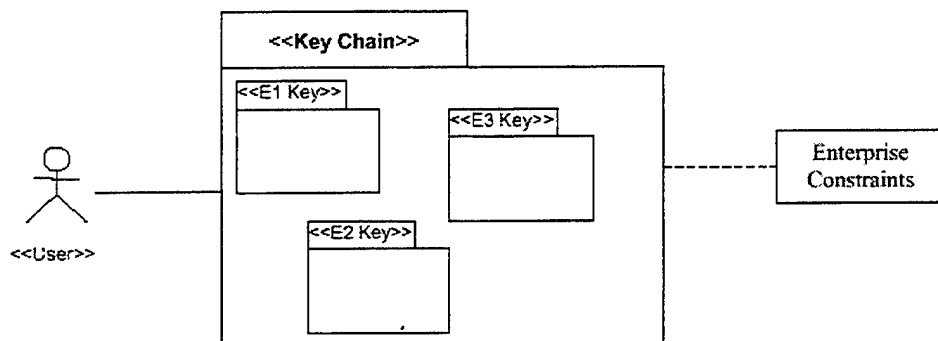 <<Key Chain>>
<<E1 Key>>
<<E3 Key>>
Enterprise
Constraints
<<E2 Key>>
<<User>>